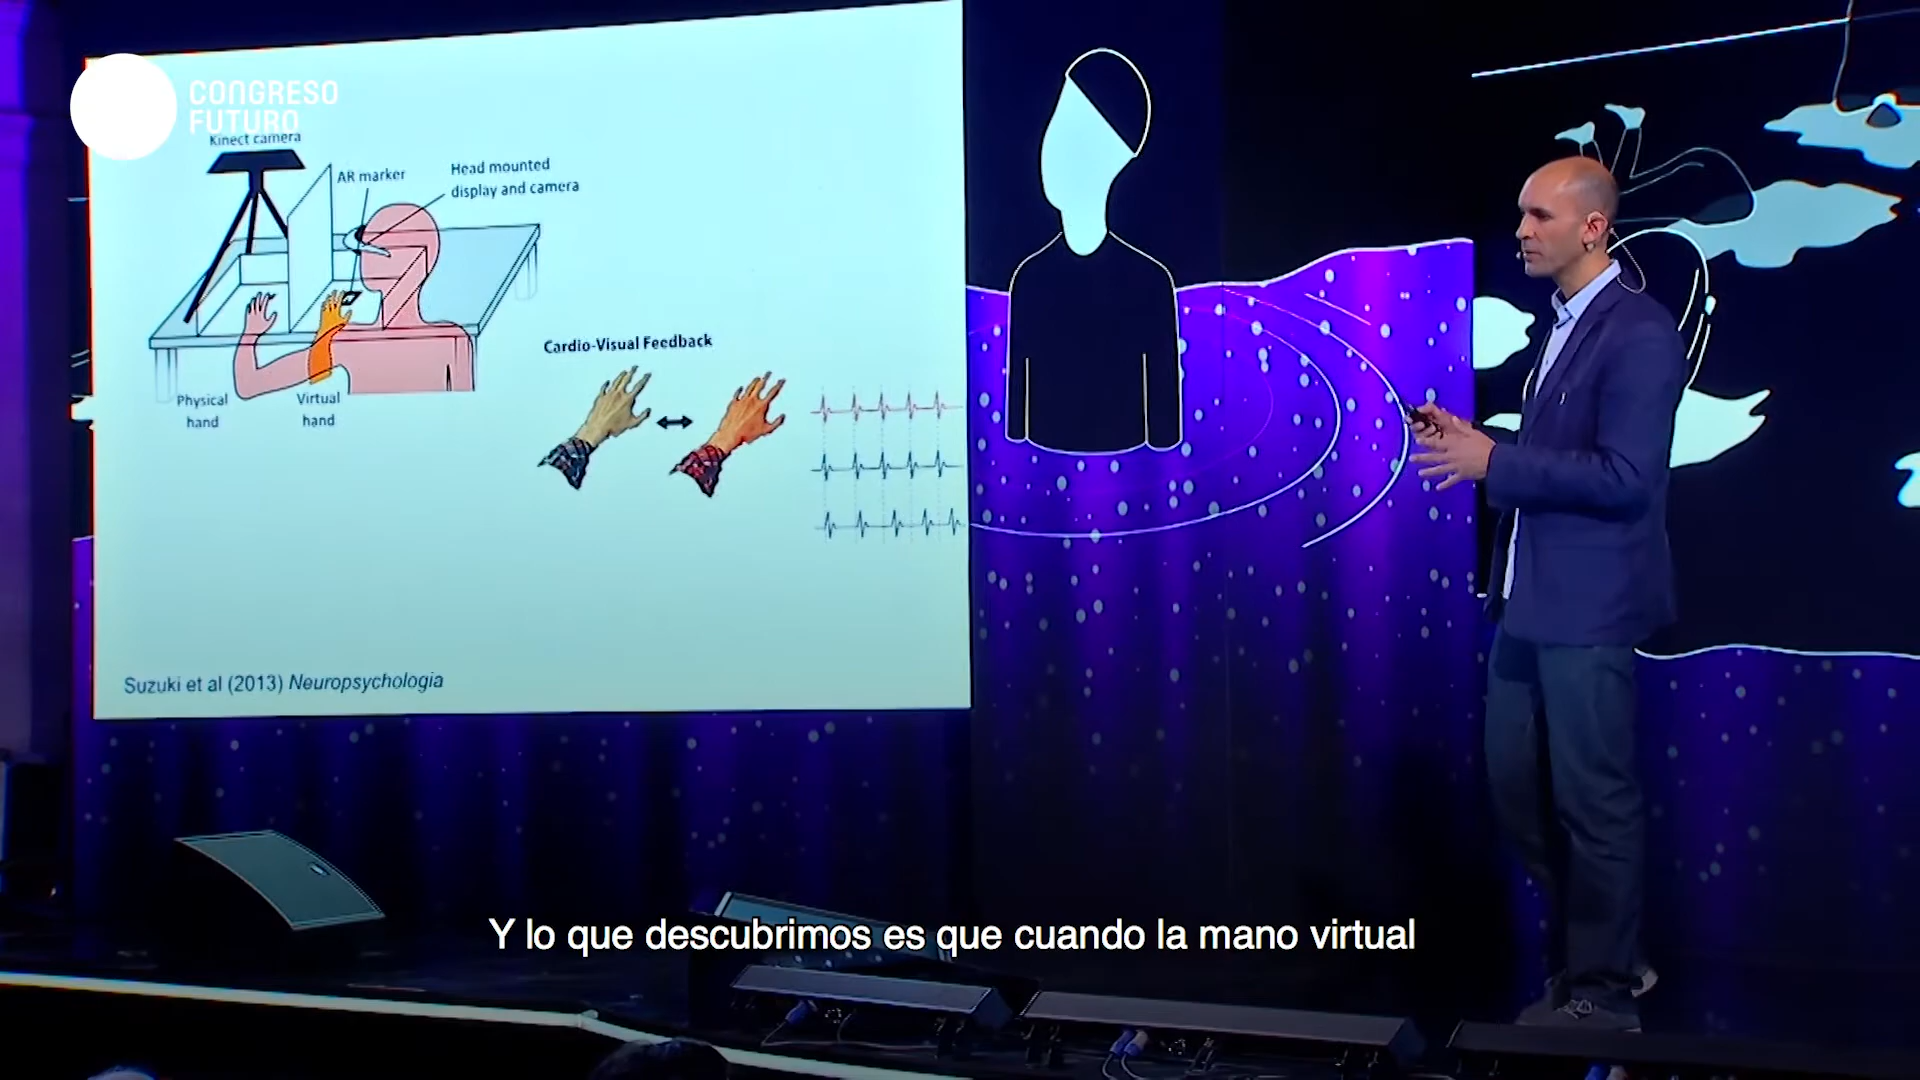 CONGRESO
FUTURO
Kinect camera
AR marker
Head mounted
display and camera
Physical
hand
Virtual
hand
Cardio-Visual Feedback
Suzuki et al (2013) Neuropsychologia
Y lo que descubrimos es que cuando la mano virtual